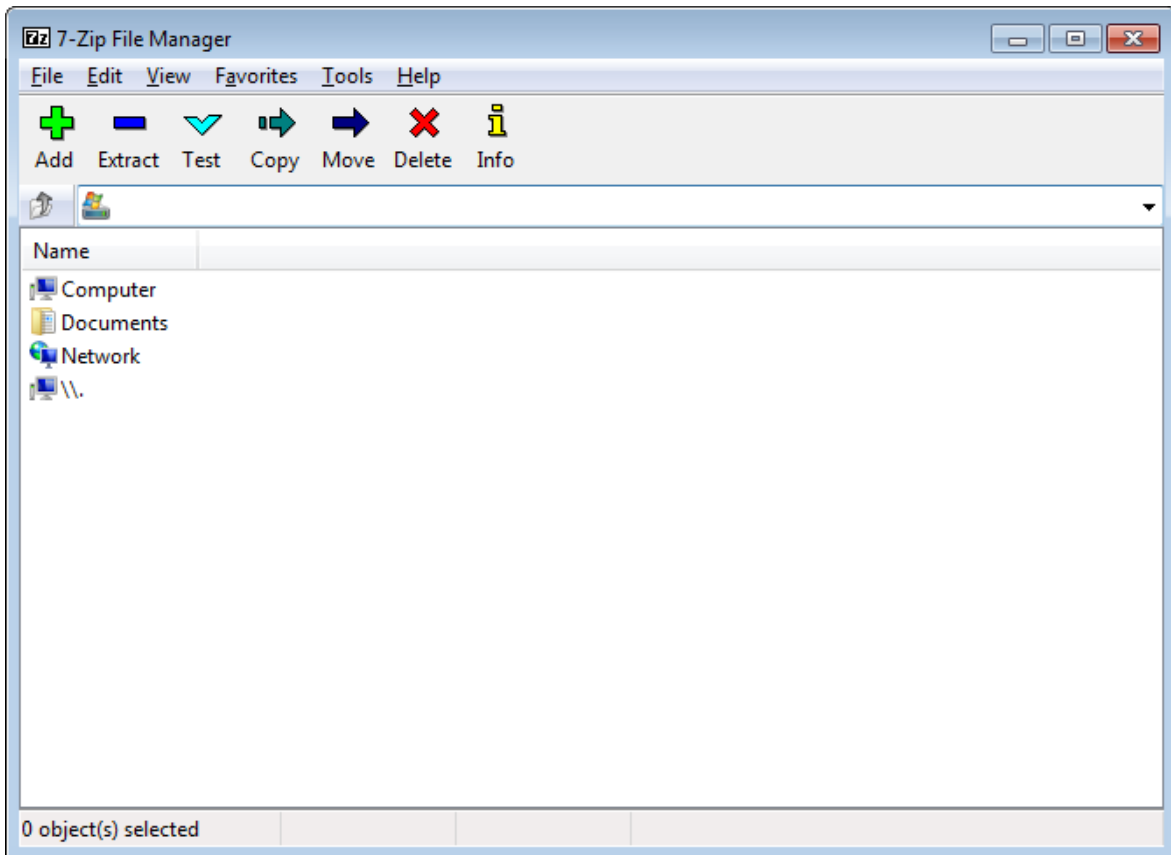 7z 7-Zip File Manager
File Edit View Favorites Tools Help
Add Extract Test Copy Move Delete Info
Name
Computer
Documents
Network
\\.
0 object(s) selected